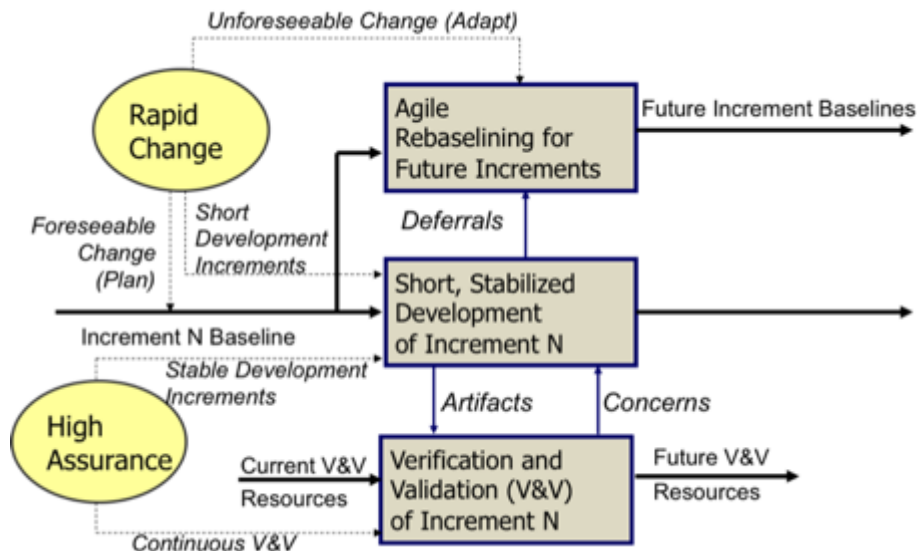 Unforeseeable Change (Adapt)
Rapid
Change
Agile
Rebaselining for
Future Increments
Future Increment Baselines
Short
Development
Increments
Foreseeable
Change
(Plan)
Deferrals
Short, Stabilized
Development
of Increment N
Increment N Baseline
Stable Development
Increments
Artifacts
Concerns
High
Assurance
Current V&V
Resources
Verification and
Validation (V&V)
of Increment N
Future V&V
Resources
Continuous V&V